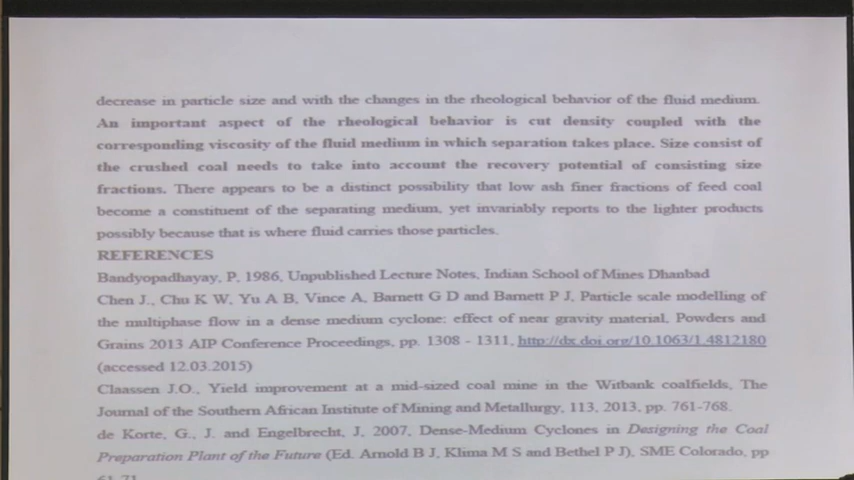 decrease in particle size and with the changes in the rheological behavior of the fluid medium.
An important aspect of the rheological behavior is cut density coupled with the
corresponding viscosity of the fluid medium in which separation takes place. Size consist of
the crushed coal needs to take into account the recovery potential of consisting size
fractions. There appears to be a distinct possibility that low ash finer fractions of feed coal
become a constituent of the separating medium, yet invariably reports to the lighter products
possibly because that is where fluid carries those particles.
REFERENCES
Bandyopadhayay, P, 1986, Unpublished Lecture Notes, Indian School of Mines Dhanbad
Chen J., Chu K W, Yu A B, Vince A, Barnett G D and Barnett P J, Particle scale modelling of
the multiphase flow in a dense medium cyclone: effect of near gravity material, Powders and
Grains 2013 AIP Conference Proceedings, pp. 1308 - 1311, http://dx.doi.org/10.1063/1.4812180
(accessed 12.03.2015)
Claassen J.O., Yield improvement at a mid-sized coal mine in the Witbank coalfields, The
Journal of the Southern African Institute of Mining and Metallurgy, 113, 2013, pp. 761-768.
de Korte, G., J. and Engelbrecht, J, 2007, Dense-Medium Cyclones in Designing the Coal
Preparation Plant of the Future (Ed. Arnold B J, Klima M S and Bethel P J), SME Colorado, pp
61-71